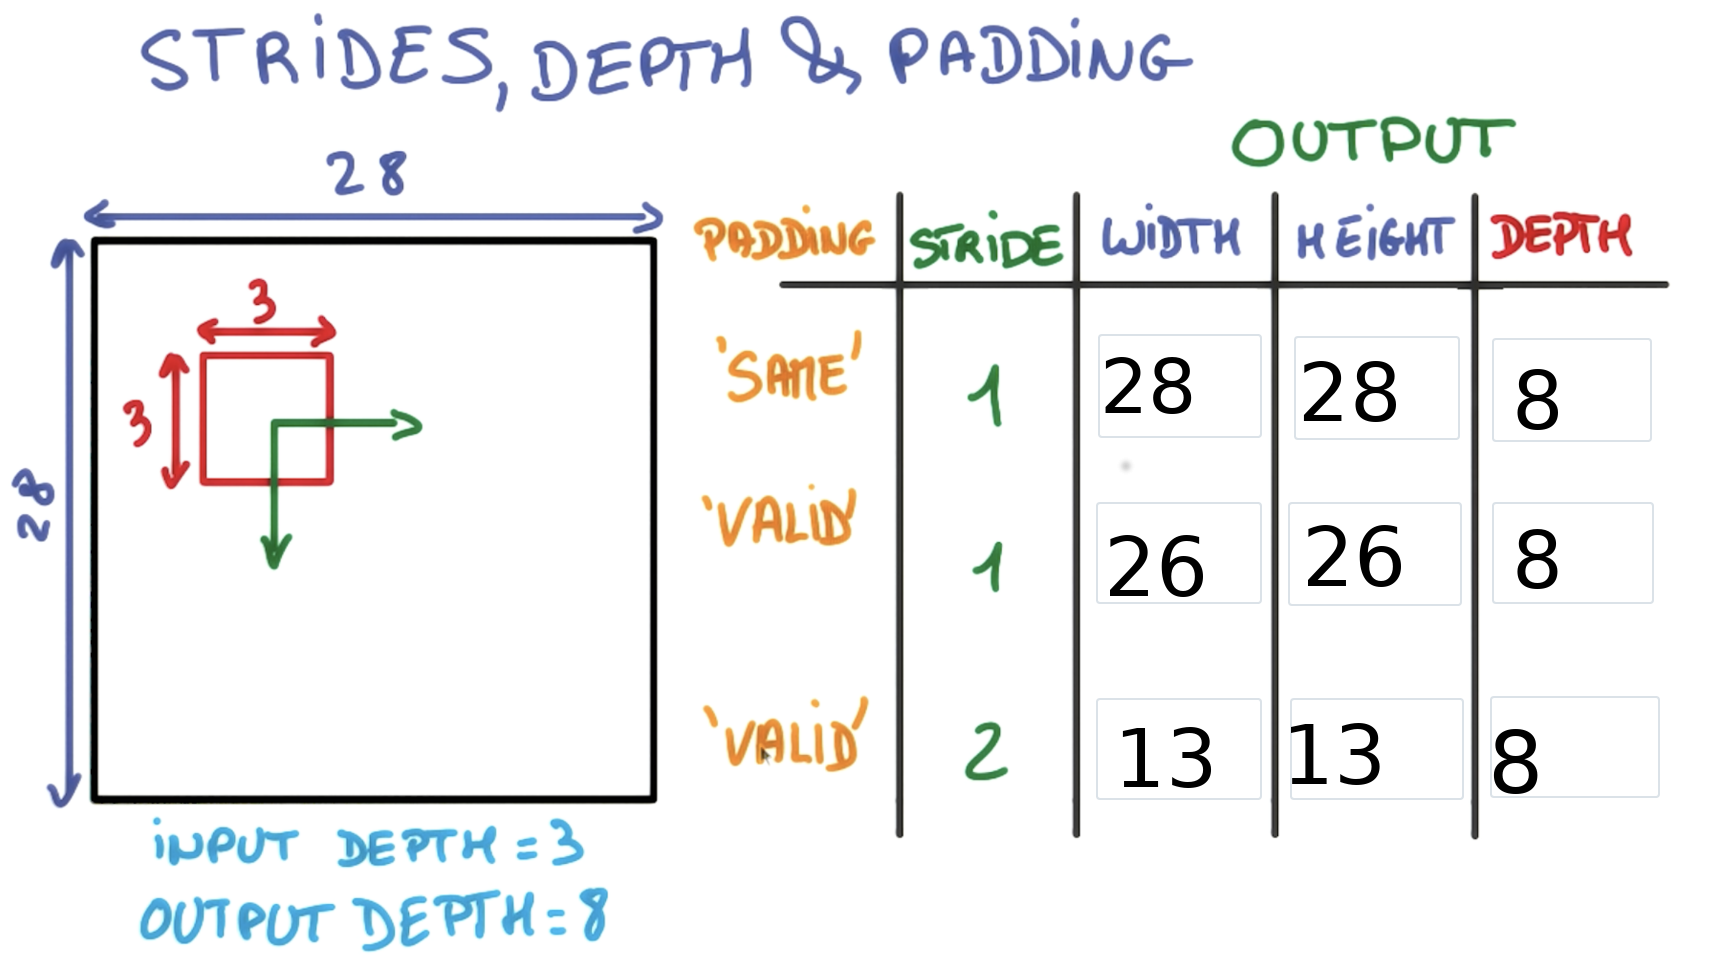 STRiDES, DEPTH & PADDiNG
OUTPUT
28
28
3
3
PADDiNG STRiDE WiDTH HEiGHT DEPTH
'SAME' 1 28 28 8
'VALiD' 1 26 26 8
'VALiD' 2 13 13 8
iNPUT DEPTH = 3
OUTPUT DEPTH = 8